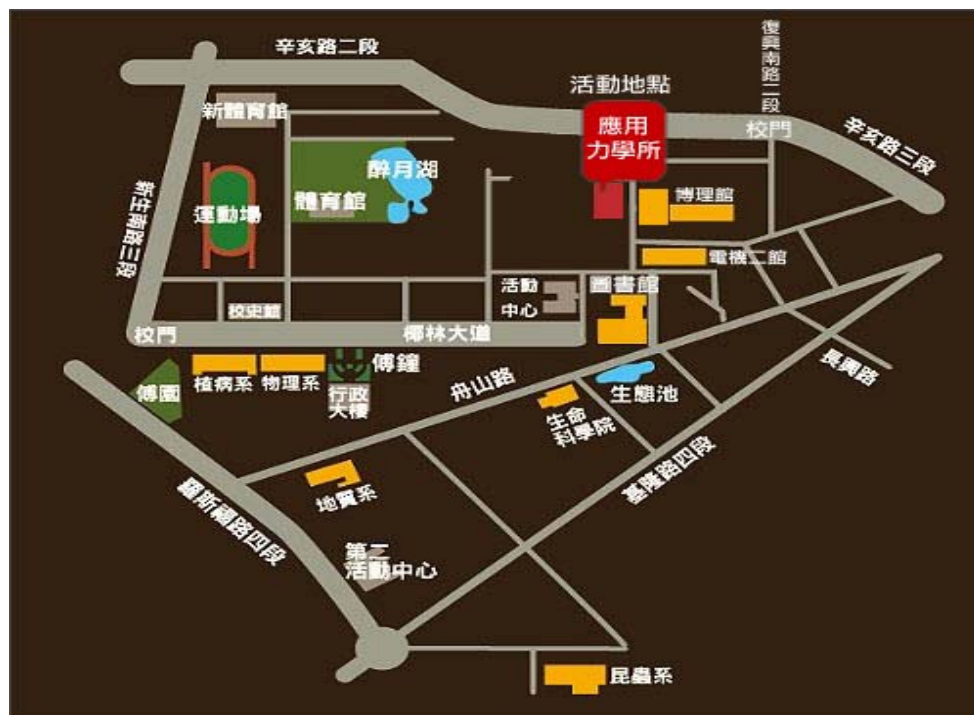 辛亥路二段
復興南路二段
活動地點
應用
力學所
校門
辛亥路三段
新體育館
醉月湖
體育館
運動場
新生南路三段
博理館
電機二館
圖書館
活動
中心
校史館
校門
椰林大道
長興路
傅園
植病系
物理系
傅鐘
行政
大樓
舟山路
生態池
生命
科學院
基隆路四段
地質系
羅斯福路四段
第二
活動中心
昆蟲系